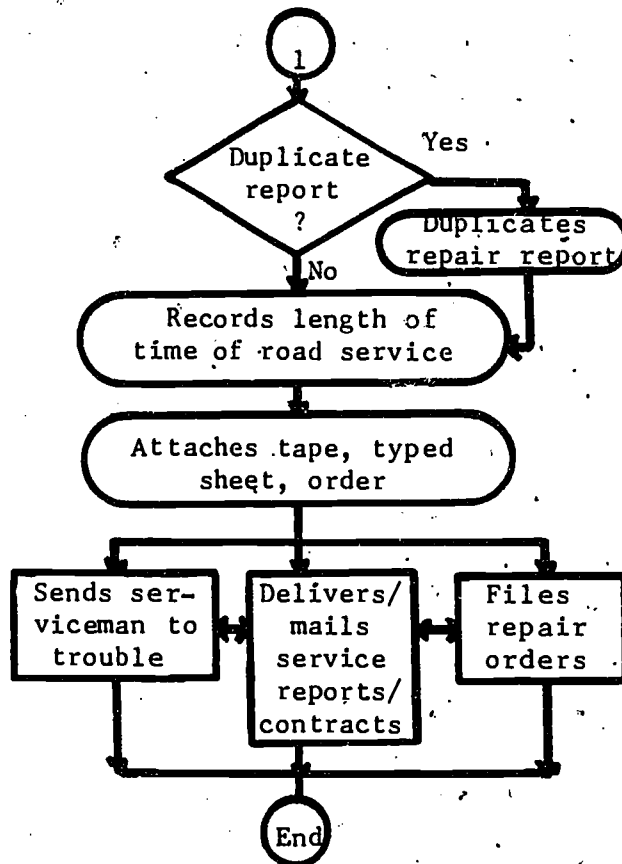 1
Duplicate
report
?
Yes
Duplicates
repair report
No
Records length of
time of road service
Attaches tape, typed
sheet, order
Sends ser-
viceman to
trouble
Delivers/
mails
service
reports/
contracts
Files
repair
orders
End